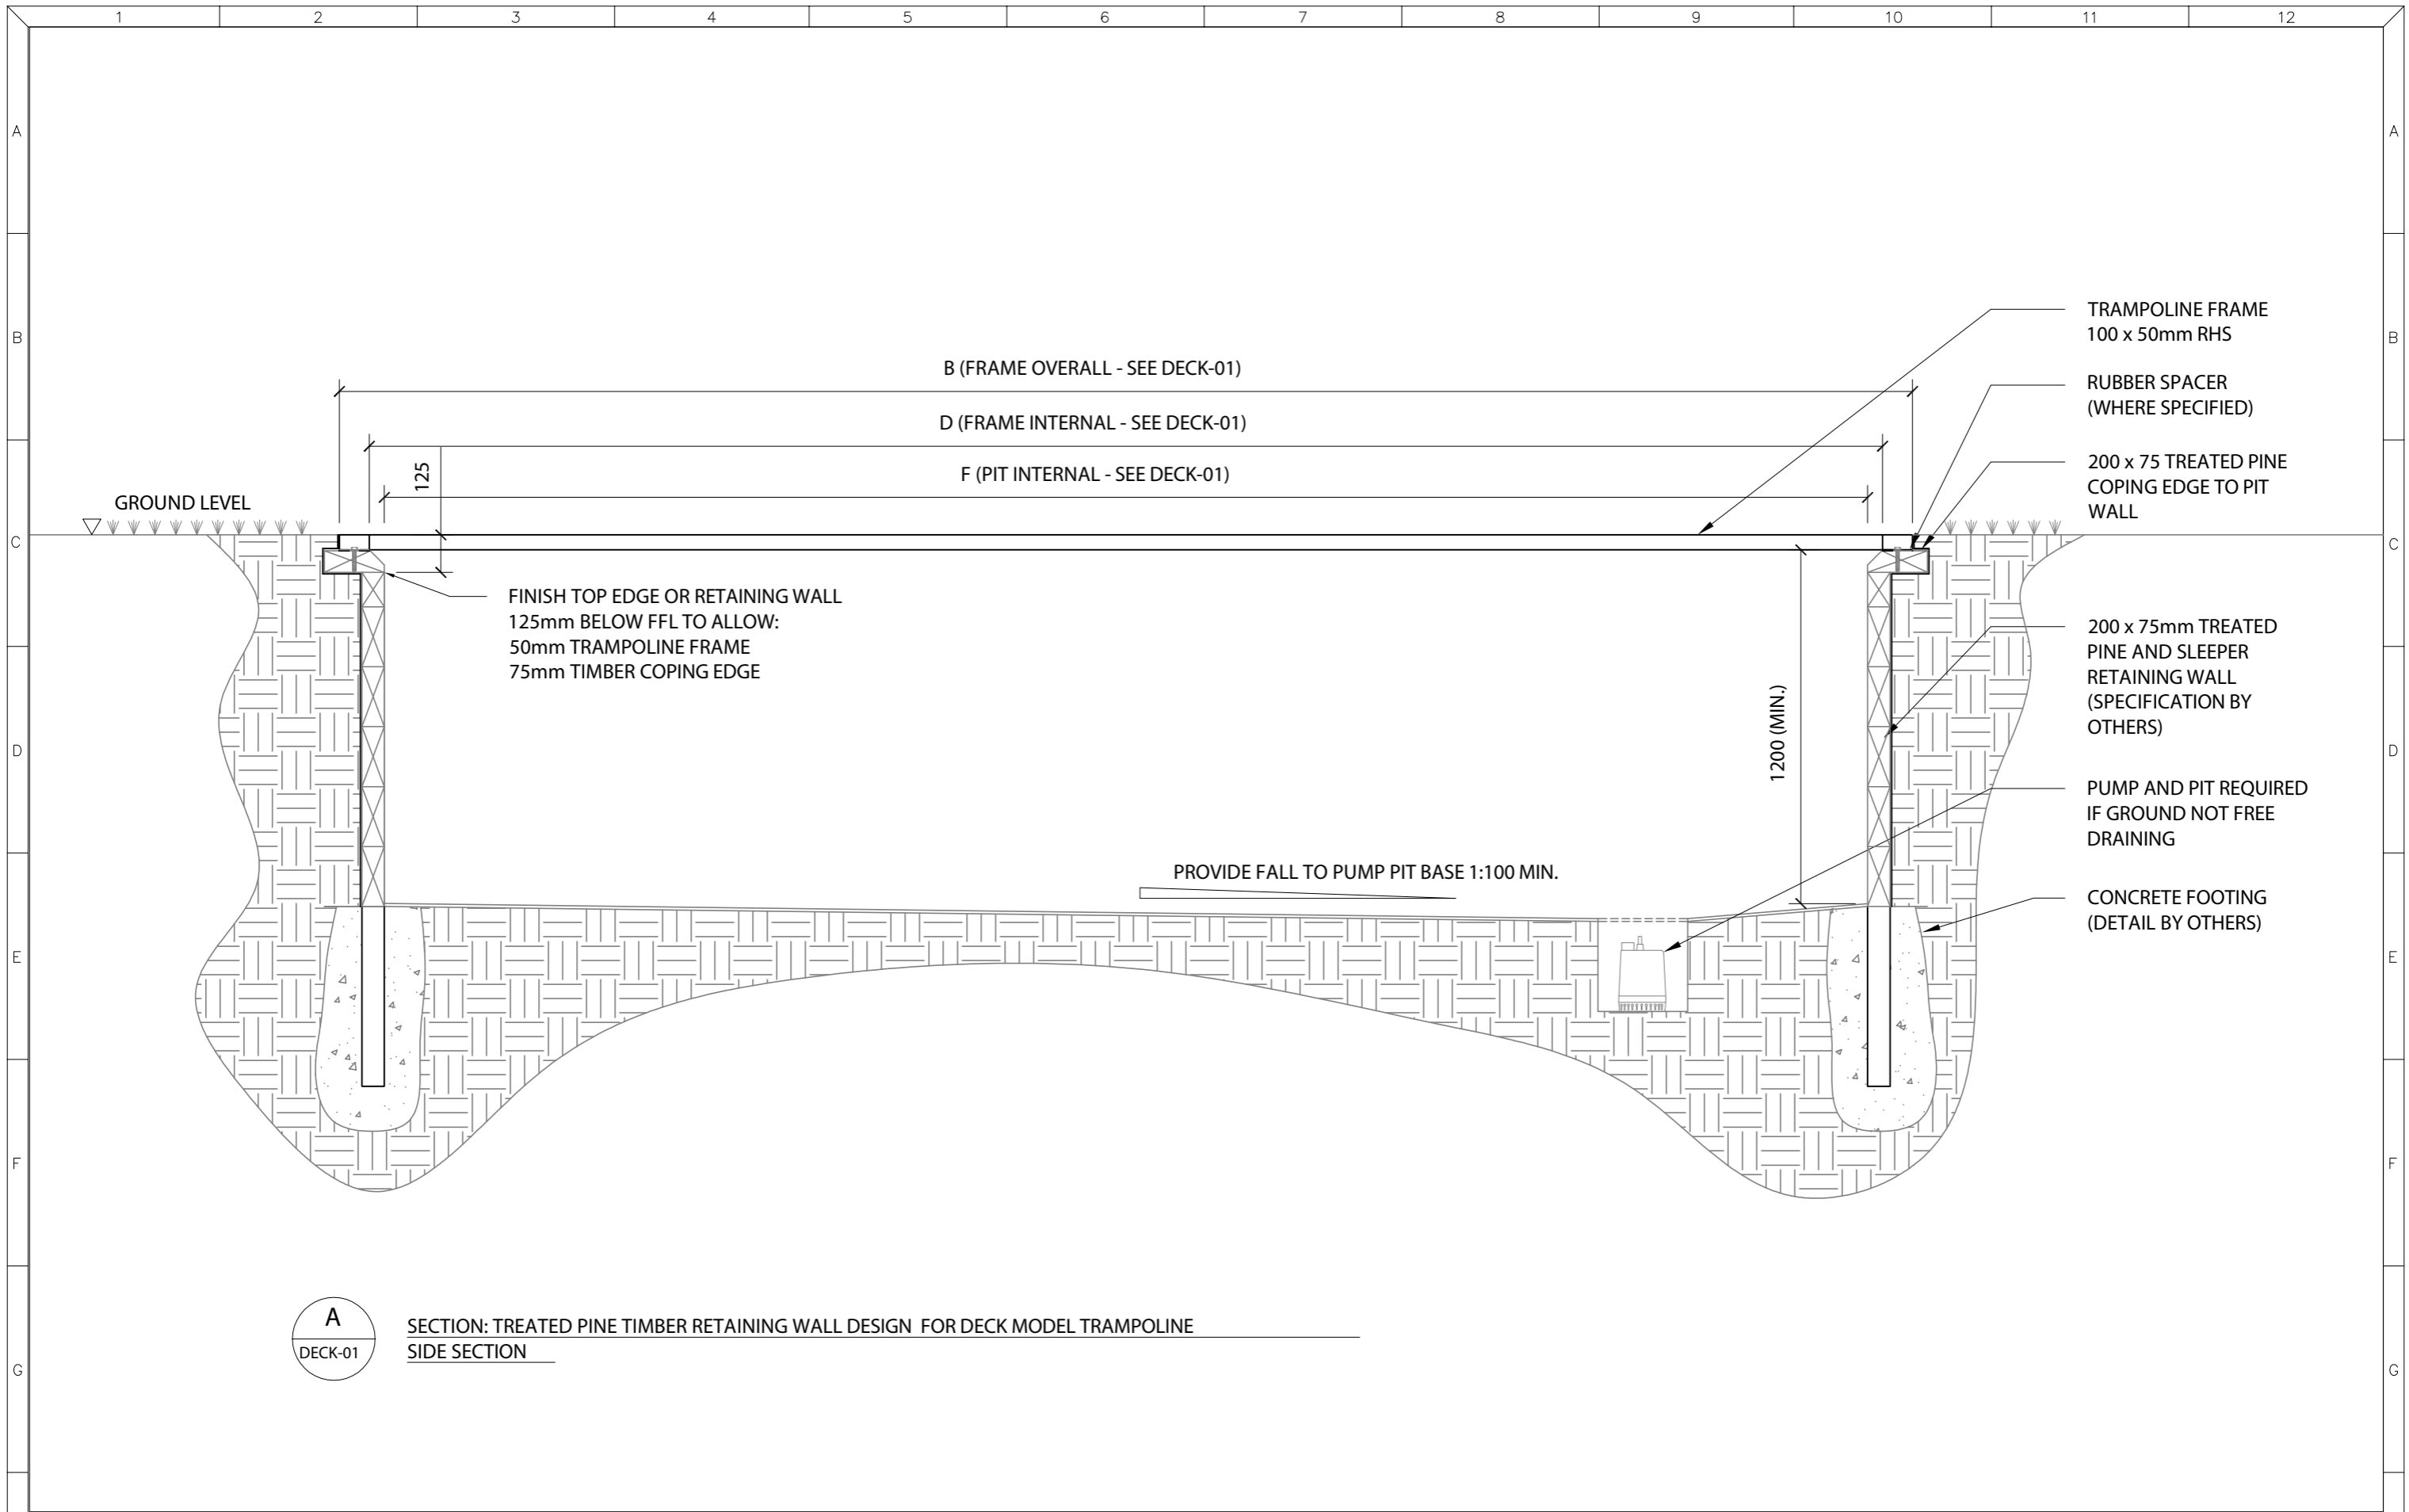 1 2 3 4 5 6 7 8 9 10 11 12
A A
B B
C C
D D
E E
F F
G G
TRAMPOLINE FRAME
100 x 50mm RHS
B (FRAME OVERALL - SEE DECK-01)
RUBBER SPACER
(WHERE SPECIFIED)
D (FRAME INTERNAL - SEE DECK-01)
125
F (PIT INTERNAL - SEE DECK-01)
200 x 75 TREATED PINE
COPING EDGE TO PIT
WALL
GROUND LEVEL
FINISH TOP EDGE OR RETAINING WALL
125mm BELOW FFL TO ALLOW:
50mm TRAMPOLINE FRAME
75mm TIMBER COPING EDGE
200 x 75mm TREATED
PINE AND SLEEPER
RETAINING WALL
(SPECIFICATION BY
OTHERS)
1200 (MIN.)
PUMP AND PIT REQUIRED
IF GROUND NOT FREE
DRAINING
PROVIDE FALL TO PUMP PIT BASE 1:100 MIN.
CONCRETE FOOTING
(DETAIL BY OTHERS)
A
DECK-01
SECTION: TREATED PINE TIMBER RETAINING WALL DESIGN FOR DECK MODEL TRAMPOLINE
SIDE SECTION